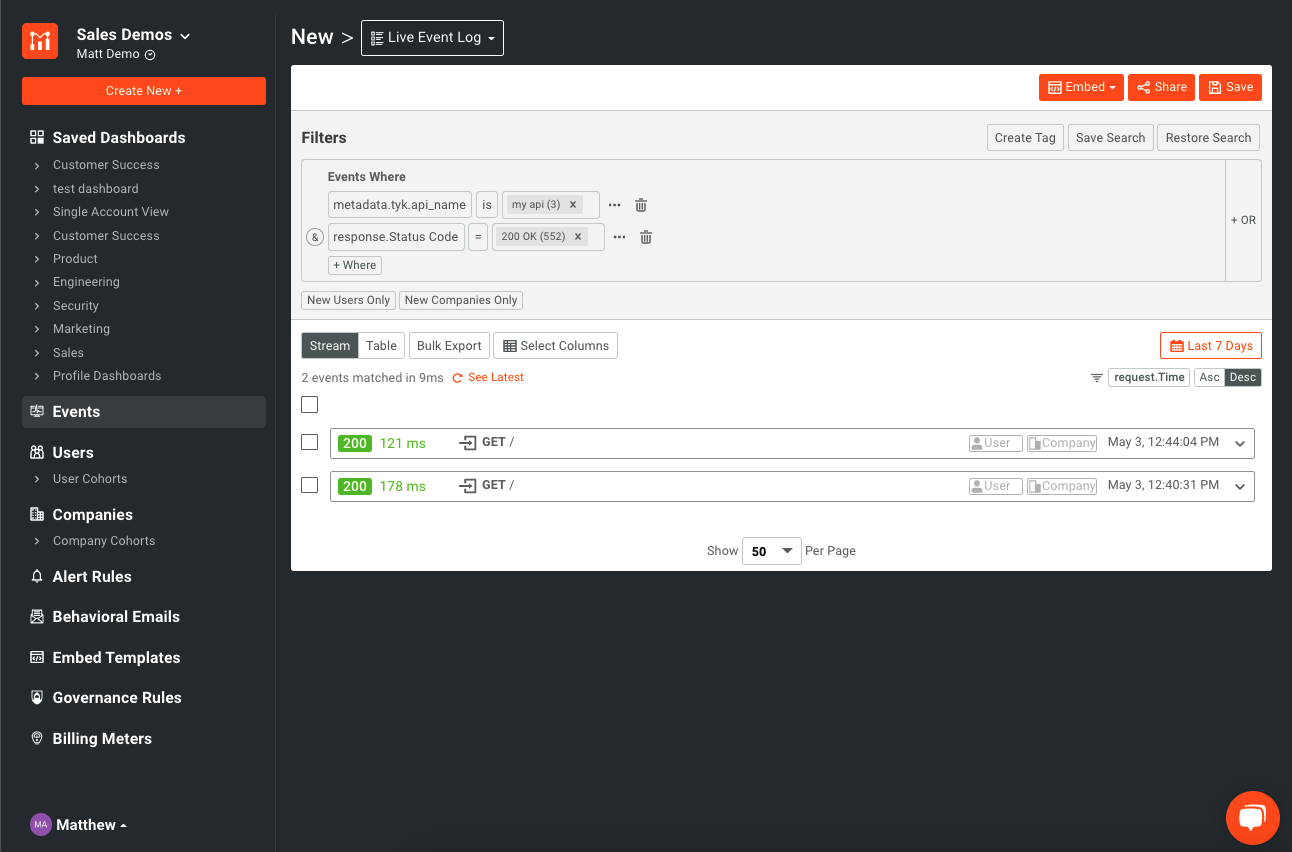 Sales Demos
Matt Demo
Create New +
Saved Dashboards
Customer Success
test dashboard
Single Account View
Customer Success
Product
Engineering
Security
Marketing
Sales
Profile Dashboards
Events
Users
User Cohorts
Companies
Company Cohorts
Alert Rules
Behavioral Emails
Embed Templates
Governance Rules
Billing Meters
MA Matthew
New > Live Event Log
Embed Share Save
Filters Create Tag Save Search Restore Search
Events Where
metadata.tyk.api_name is my api (3) × ···
+ OR
& response.Status Code = 200 OK (552) × ···
+ Where
New Users Only New Companies Only
Stream Table Bulk Export Select Columns Last 7 Days
2 events matched in 9ms See Latest request.Time Asc Desc
200 121 ms GET / User Company May 3, 12:44:04 PM
200 178 ms GET / User Company May 3, 12:40:31 PM
Show 50 Per Page